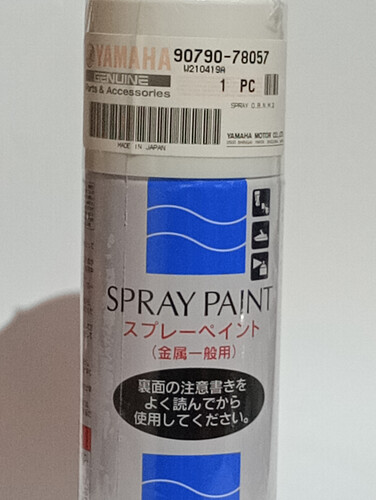 YAMAHA 90790-78057
W210419A
GENUINE
Parts & Accessories
1 PC
YAMAHA MOTOR CO.,LTD.
MADE IN JAPAN
SPRAY PAINT
スプレーペイント
(金属一般用)
裏面の注意書きを
よく読んでから
使用してください。